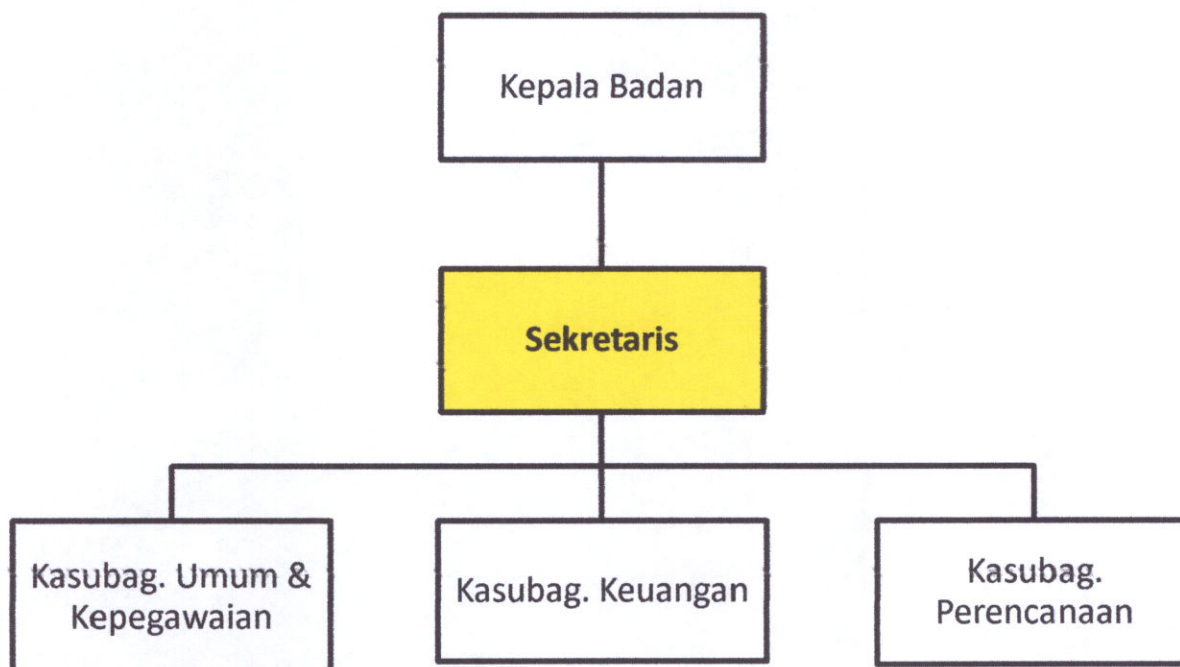 Kepala Badan
Sekretaris
Kasubag. Umum &
Kepegawaian
Kasubag. Keuangan
Kasubag.
Perencanaan